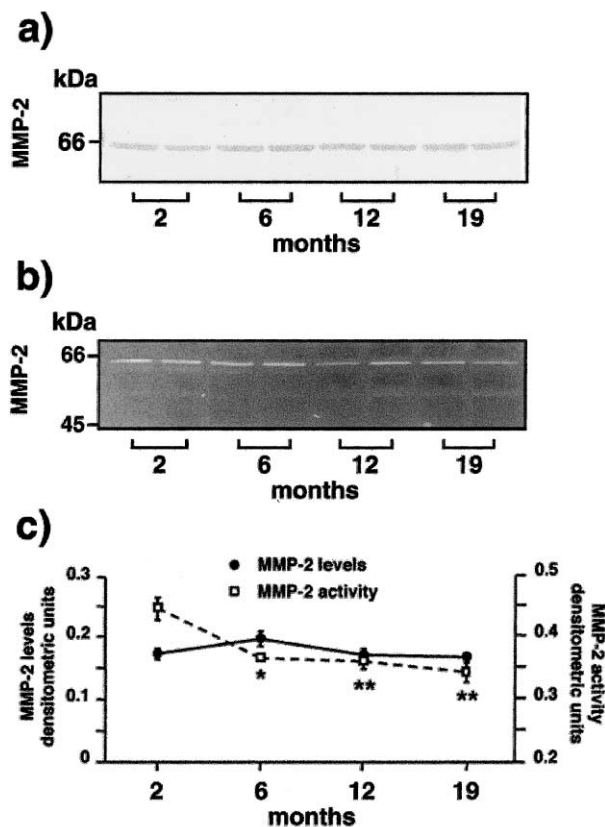 a)
kDa
MMP-2
66
2 6 12 19
months
b)
kDa
MMP-2
66
45
2 6 12 19
months
c)
MMP-2 levels
MMP-2 activity
MMP-2 levels
densitometric units
0.3
0.2
0.1
0
0.5
0.4
0.3
0.2
MMP-2 activity
densitometric units
* ** **
2 6 12 19
months